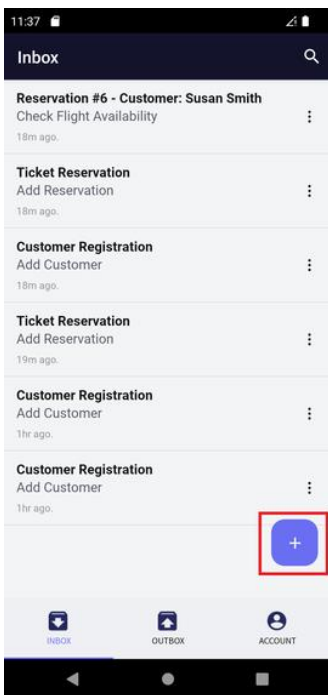 11:37
Inbox
Reservation #6 - Customer: Susan Smith
Check Flight Availability
18m ago.
Ticket Reservation
Add Reservation
18m ago.
Customer Registration
Add Customer
18m ago.
Ticket Reservation
Add Reservation
19m ago.
Customer Registration
Add Customer
1hr ago.
Customer Registration
Add Customer
1hr ago.
+
INBOX OUTBOX ACCOUNT